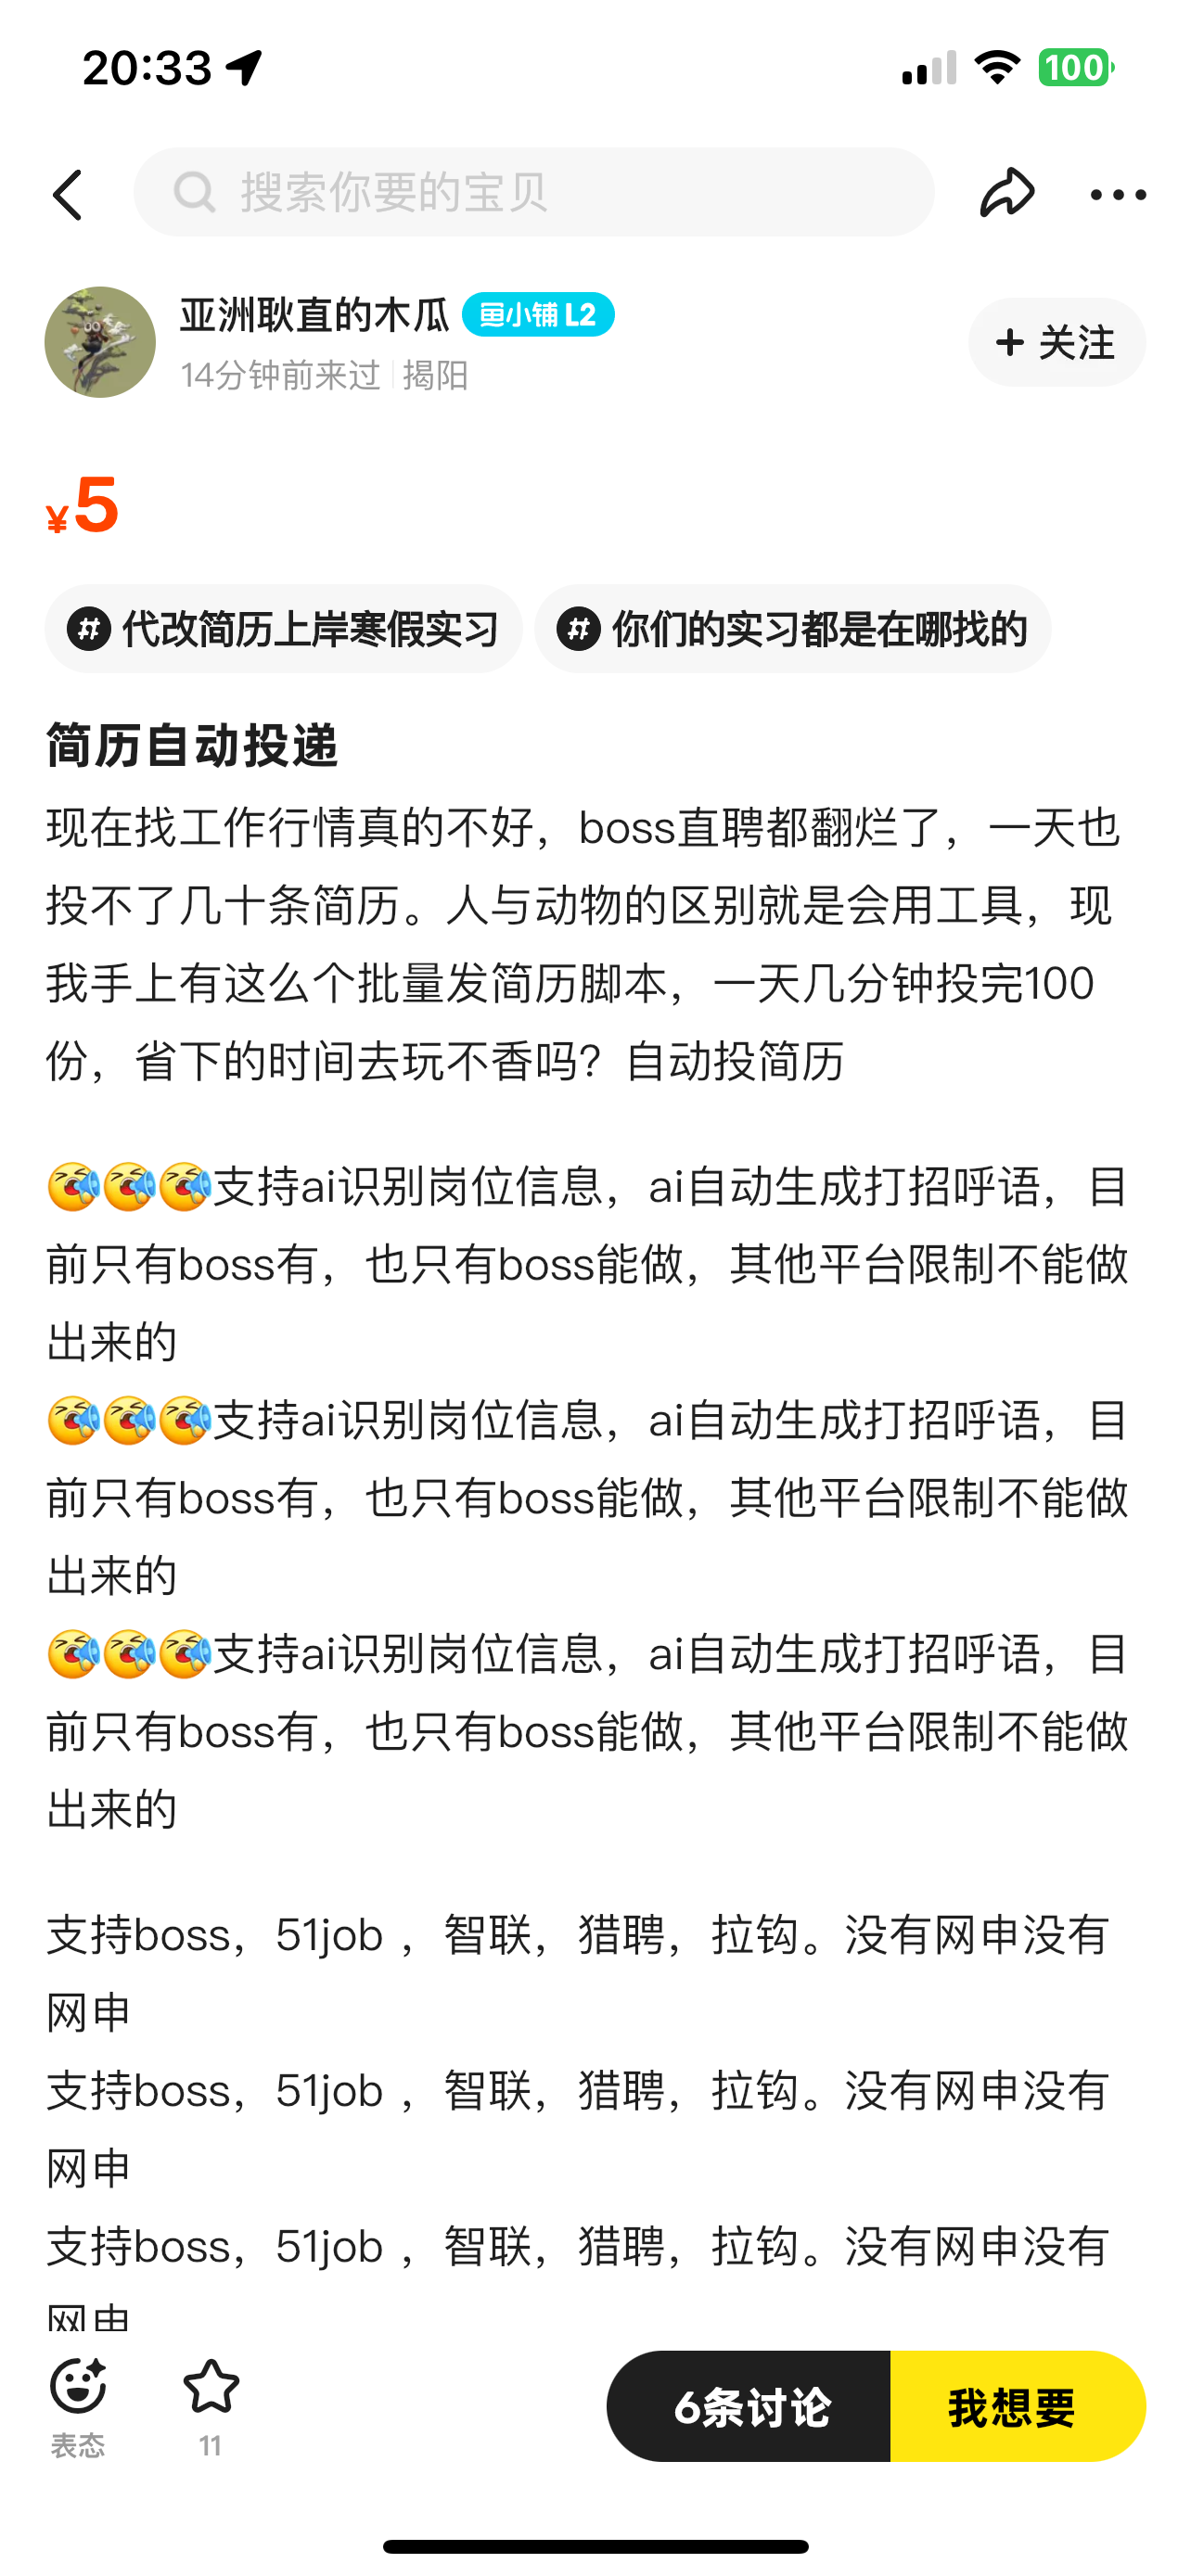 20:33
100
搜索你要的宝贝
亚洲耿直的木瓜 鱼小铺 L2
14分钟前来过 揭阳
+ 关注
¥5
# 代改简历上岸寒假实习 # 你们的实习都是在哪找的
简历自动投递
现在找工作行情真的不好，boss直聘都翻烂了，一天也
投不了几十条简历。人与动物的区别就是会用工具，现
我手上有这么个批量发简历脚本，一天几分钟投完100
份，省下的时间去玩不香吗？自动投简历
支持ai识别岗位信息，ai自动生成打招呼语，目
前只有boss有，也只有boss能做，其他平台限制不能做
出来的
支持ai识别岗位信息，ai自动生成打招呼语，目
前只有boss有，也只有boss能做，其他平台限制不能做
出来的
支持ai识别岗位信息，ai自动生成打招呼语，目
前只有boss有，也只有boss能做，其他平台限制不能做
出来的
支持boss，51job ，智联，猎聘，拉钩。没有网申没有
网申
支持boss，51job ，智联，猎聘，拉钩。没有网申没有
网申
支持boss，51job ，智联，猎聘，拉钩。没有网申没有
网申
表态
11
6条讨论
我想要